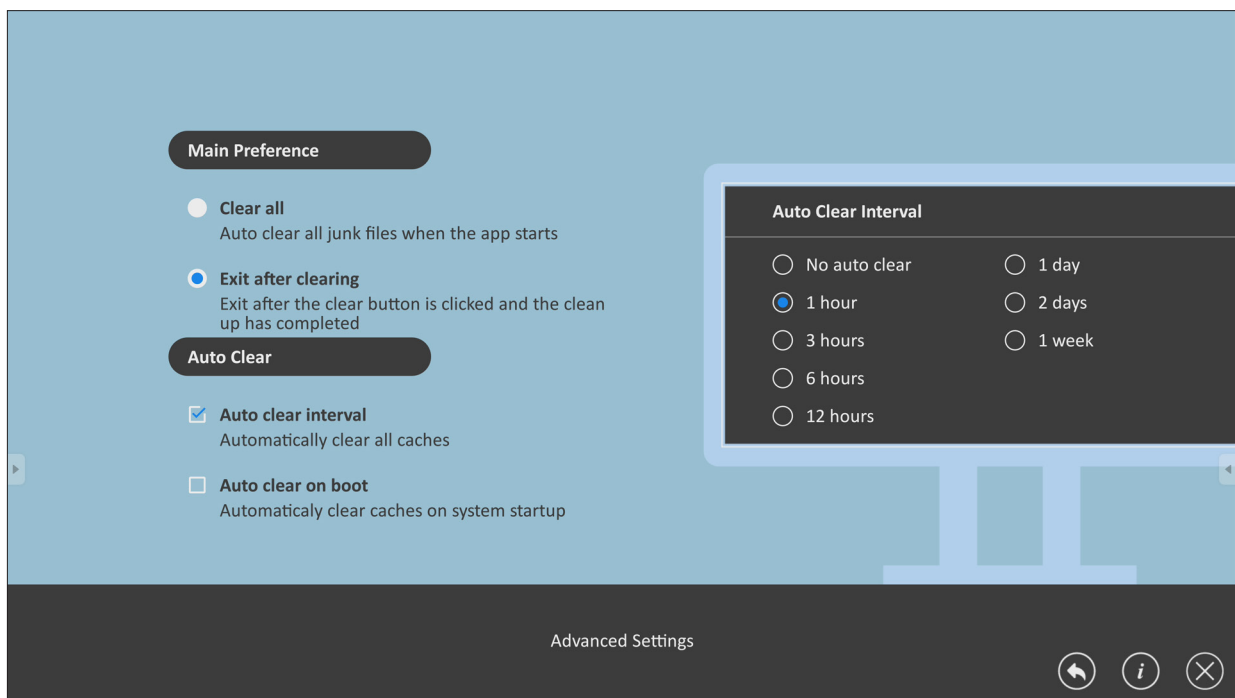 Main Preference
Clear all
Auto clear all junk files when the app starts
Exit after clearing
Exit after the clear button is clicked and the clean
up has completed
Auto Clear
Auto clear interval
Automatically clear all caches
Auto clear on boot
Automaticaly clear caches on system startup
Auto Clear Interval
No auto clear
1 hour
3 hours
6 hours
12 hours
1 day
2 days
1 week
Advanced Settings
i